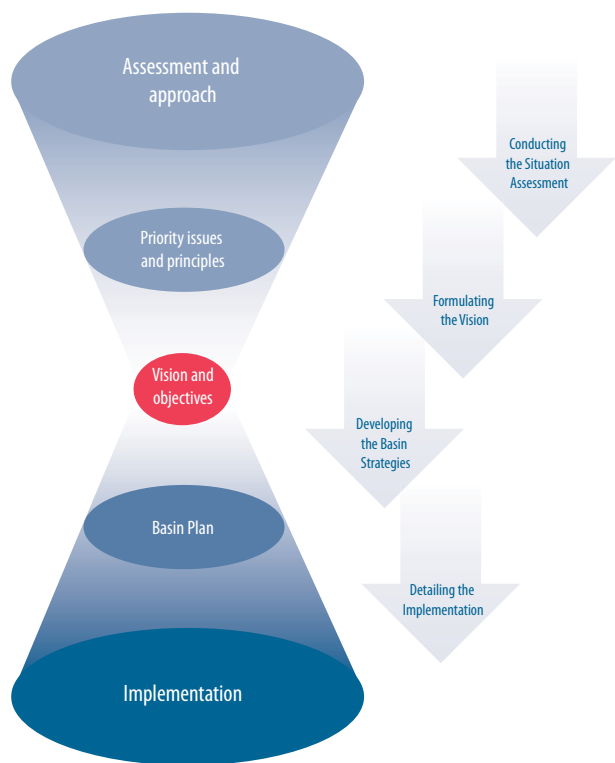 Assessment and
approach
Conducting
the Situation
Assessment
Priority issues
and principles
Formulating
the Vision
Vision and
objectives
Developing
the Basin
Strategies
Basin Plan
Detailing the
Implementation
Implementation